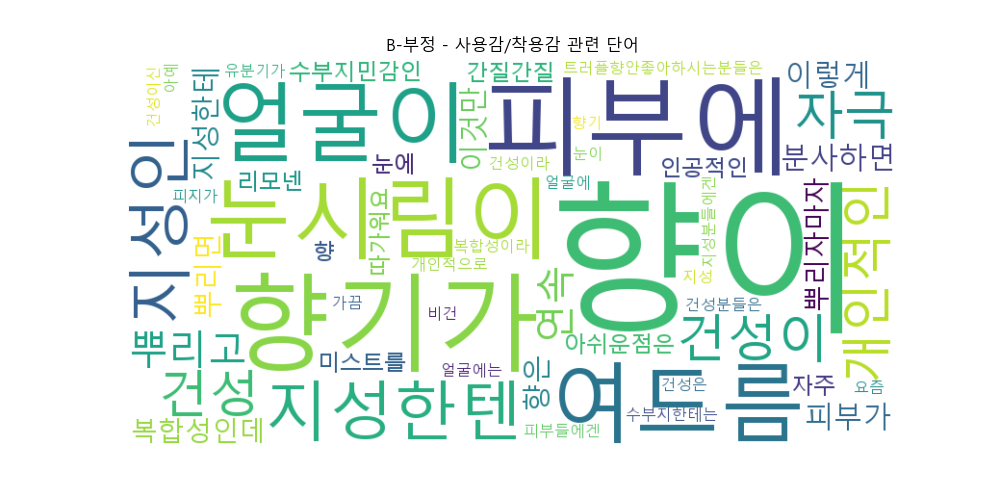 B-부정 - 사용감/착용감 관련 단어
건성이신
아예
유분기가
수부지민감인
간질간질
트러플향안좋아하시는분들은
이렇게
지성한테
얼굴이
이것만
피부에
향기
자극
지성인
피지가
리모넨
눈에
건성이라
눈이
인공적인
분사하면
얼굴에
눈시림이
따가워요
향이
지성분들에겐
뿌리자마자
개인적인
뿌리면
향
복합성이라
개인적으로
지성
향기가
가끔
비건
연속
건성분들은
뿌리고
미스트를
아쉬운점은
건성이
얼굴에는
건성
지성한텐
향은
여드름
건성은
자주
요즘
복합성인데
피부들에겐
수부지한테는
피부가